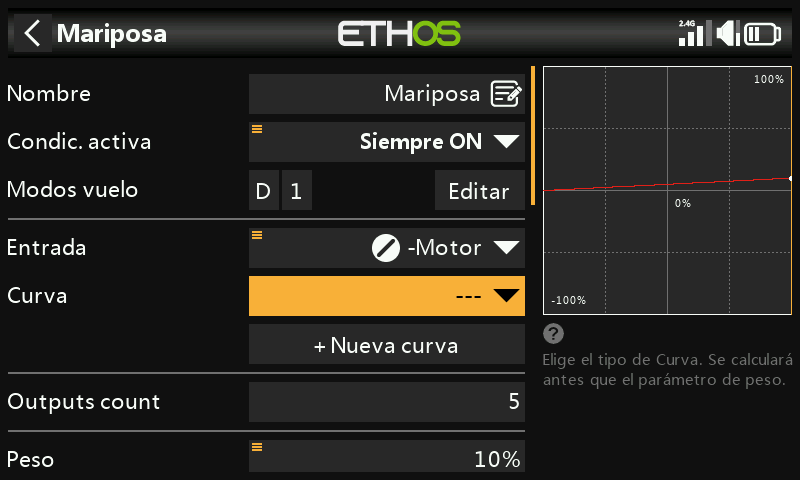 Mariposa
ETHOS
2.4G
Nombre
Mariposa
Condic. activa
Siempre ON
Modos vuelo
D
1
Editar
Entrada
-Motor
Curva
---
+ Nueva curva
Outputs count
5
Peso
10%
100%
0%
-100%
?
Elige el tipo de Curva. Se calculará
antes que el parámetro de peso.